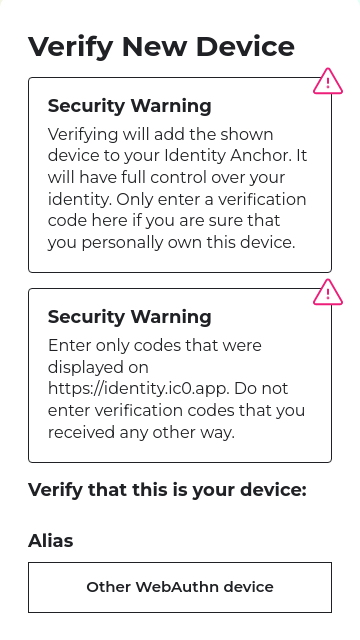 Verify New Device
Security Warning
Verifying will add the shown
device to your Identity Anchor. It
will have full control over your
identity. Only enter a verification
code here if you are sure that
you personally own this device.
Security Warning
Enter only codes that were
displayed on
https://identity.ic0.app. Do not
enter verification codes that you
received any other way.
Verify that this is your device:
Alias
Other WebAuthn device